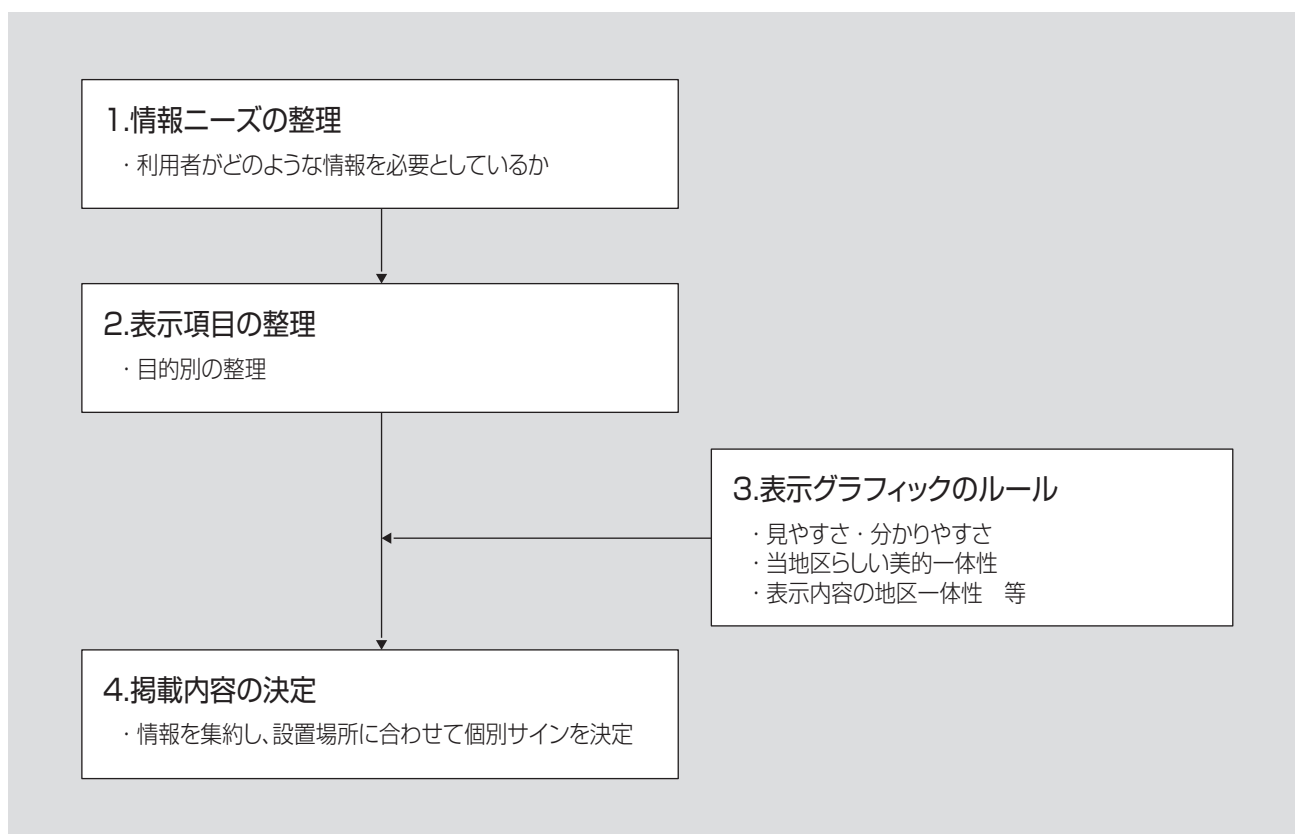 1.情報ニーズの整理
・利用者がどのような情報を必要としているか
2.表示項目の整理
・目的別の整理
3.表示グラフィックのルール
・見やすさ・分かりやすさ
・当地区らしい美的一体性
・表示内容の地区一体性　等
4.掲載内容の決定
・情報を集約し、設置場所に合わせて個別サインを決定